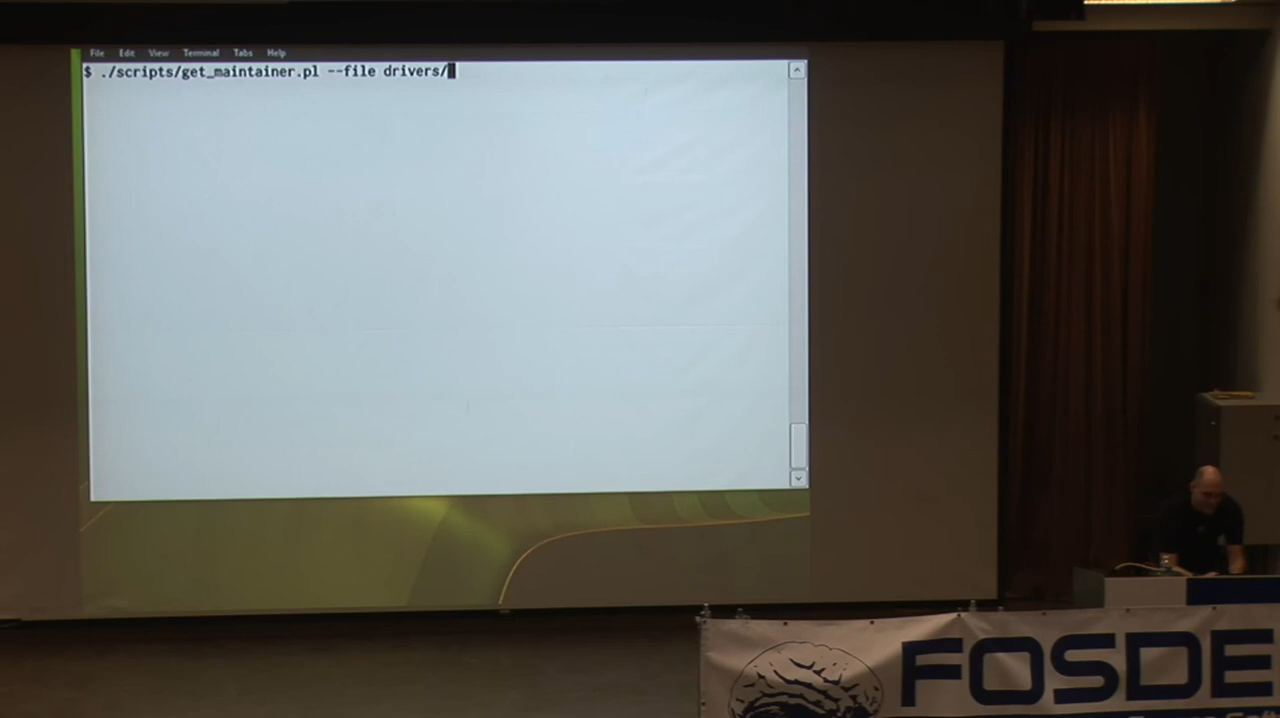 File Edit View Terminal Tabs Help
$ ./scripts/get_maintainer.pl --file drivers/
FOSDE